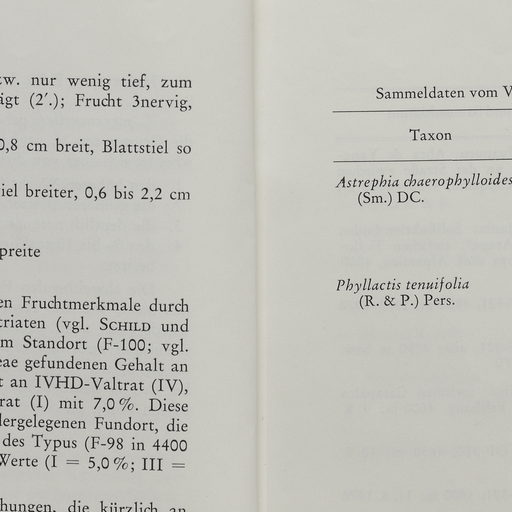 zw. nur wenig tief, zum
ägt (2′.); Frucht 3nervig,
0,8 cm breit, Blattstiel so
iel breiter, 0,6 bis 2,2 cm
preite
en Fruchtmerkmale durch
triaten (vgl. SCHILD und
m Standort (F-100; vgl.
eae gefundenen Gehalt an
t an IVHD-Valtrat (IV),
rat (I) mit 7,0%. Diese
lergelegenen Fundort, die
des Typus (F-98 in 4400
Werte (I = 5,0%; III =
hungen, die kürzlich an
Sammeldaten vom V
Taxon
Astrephia chaerophylloides
(Sm.) DC.
Phyllactis tenuifolia
(R. & P.) Pers.